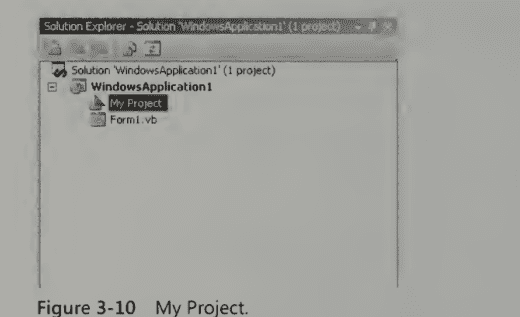 Solution Explorer - Solution 'WindowsApplication1' (1 project)
Solution 'WindowsApplication1' (1 project)
WindowsApplication1
My Project
Form1.vb
Figure 3-10 My Project.